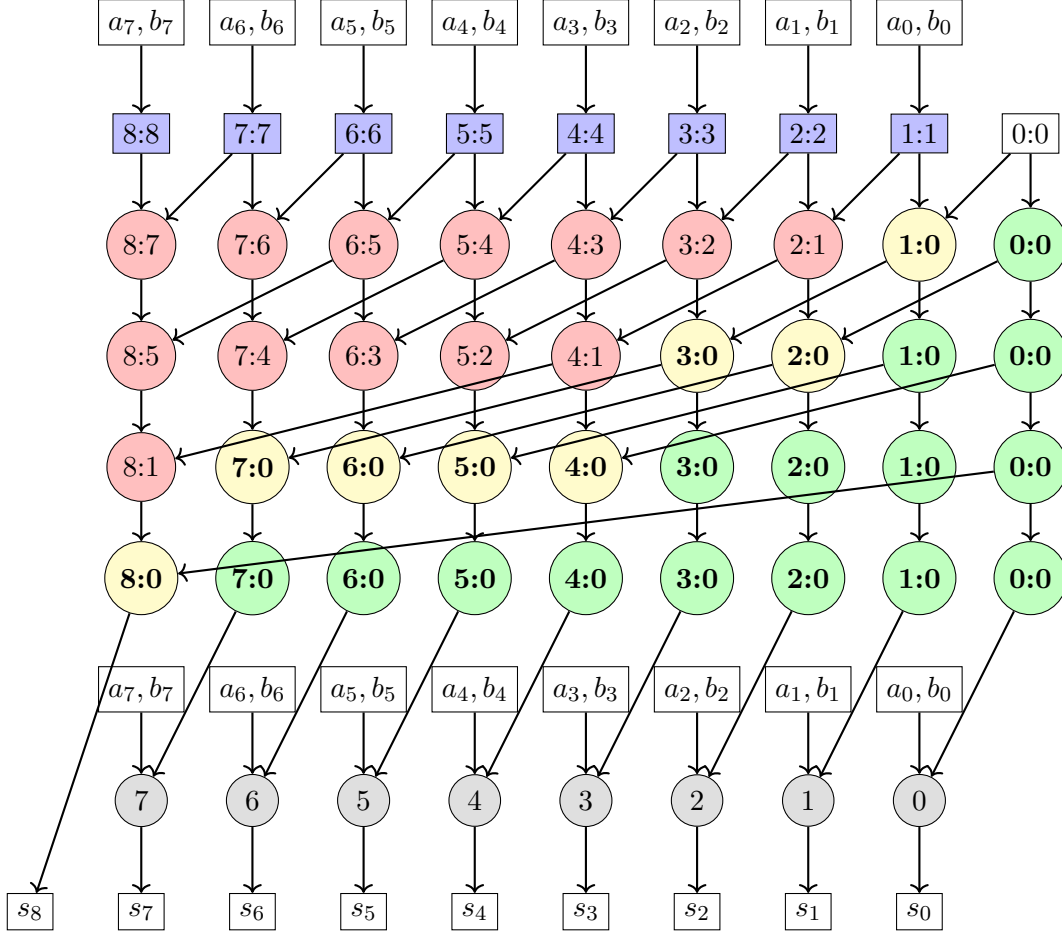 a₇, b₇ a₆, b₆ a₅, b₅ a₄, b₄ a₃, b₃ a₂, b₂ a₁, b₁ a₀, b₀
8:8 7:7 6:6 5:5 4:4 3:3 2:2 1:1 0:0
8:7 7:6 6:5 5:4 4:3 3:2 2:1 1:0 0:0
8:5 7:4 6:3 5:2 4:1 3:0 2:0 1:0 0:0
8:1 7:0 6:0 5:0 4:0 3:0 2:0 1:0 0:0
8:0 7:0 6:0 5:0 4:0 3:0 2:0 1:0 0:0
a₇, b₇ a₆, b₆ a₅, b₅ a₄, b₄ a₃, b₃ a₂, b₂ a₁, b₁ a₀, b₀
7 6 5 4 3 2 1 0
s₈ s₇ s₆ s₅ s₄ s₃ s₂ s₁ s₀